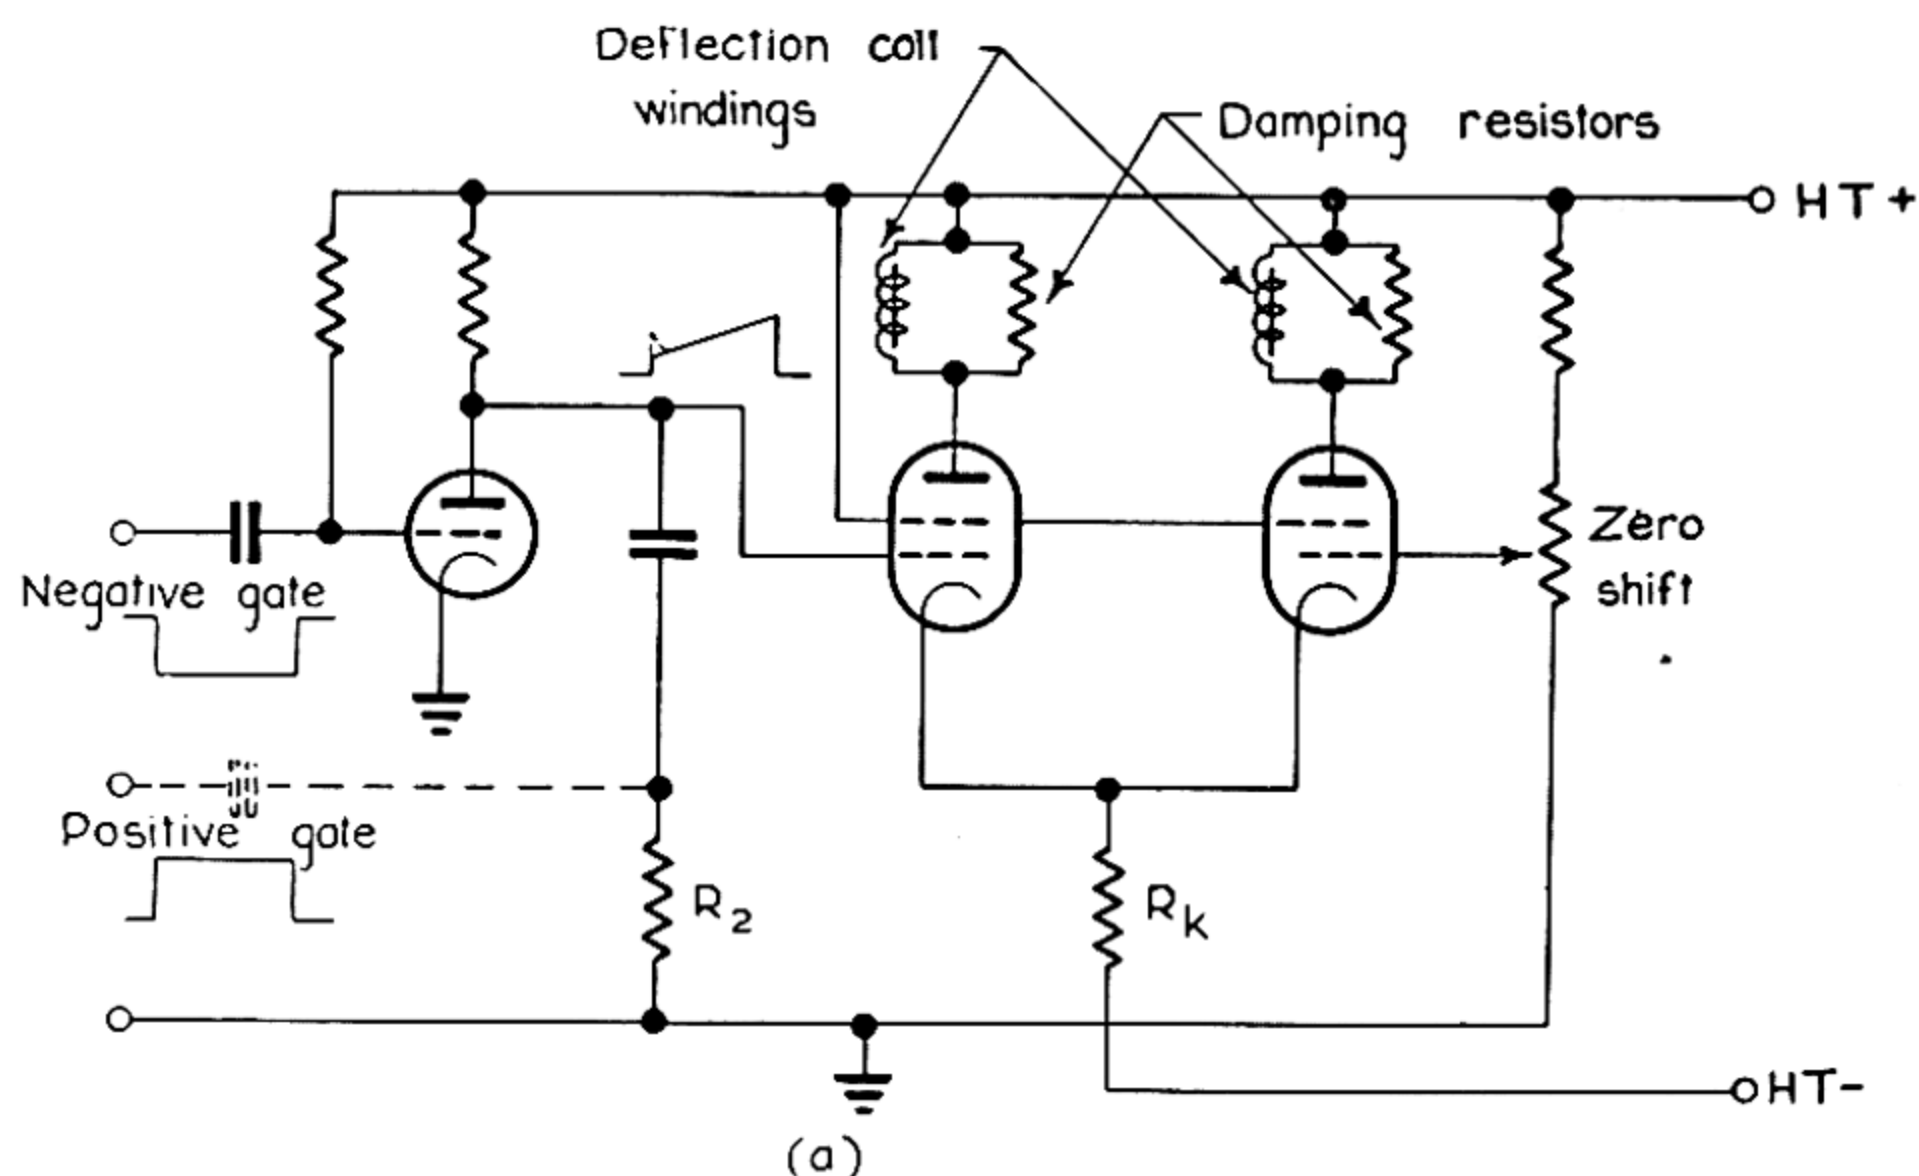 Deflection coil
windings
Damping resistors
HT+
Zero
shift
Negative gate
Positive gate
R2
Rk
HT-
(a)